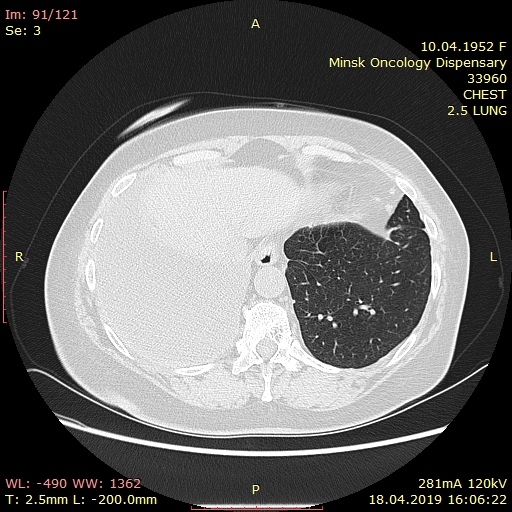 Im: 91/121
Se: 3
A
10.04.1952 F
Minsk Oncology Dispensary
33960
CHEST
2.5 LUNG
R
L
WL: -490 WW: 1362
T: 2.5mm L: -200.0mm
P
281mA 120kV
18.04.2019 16:06:22